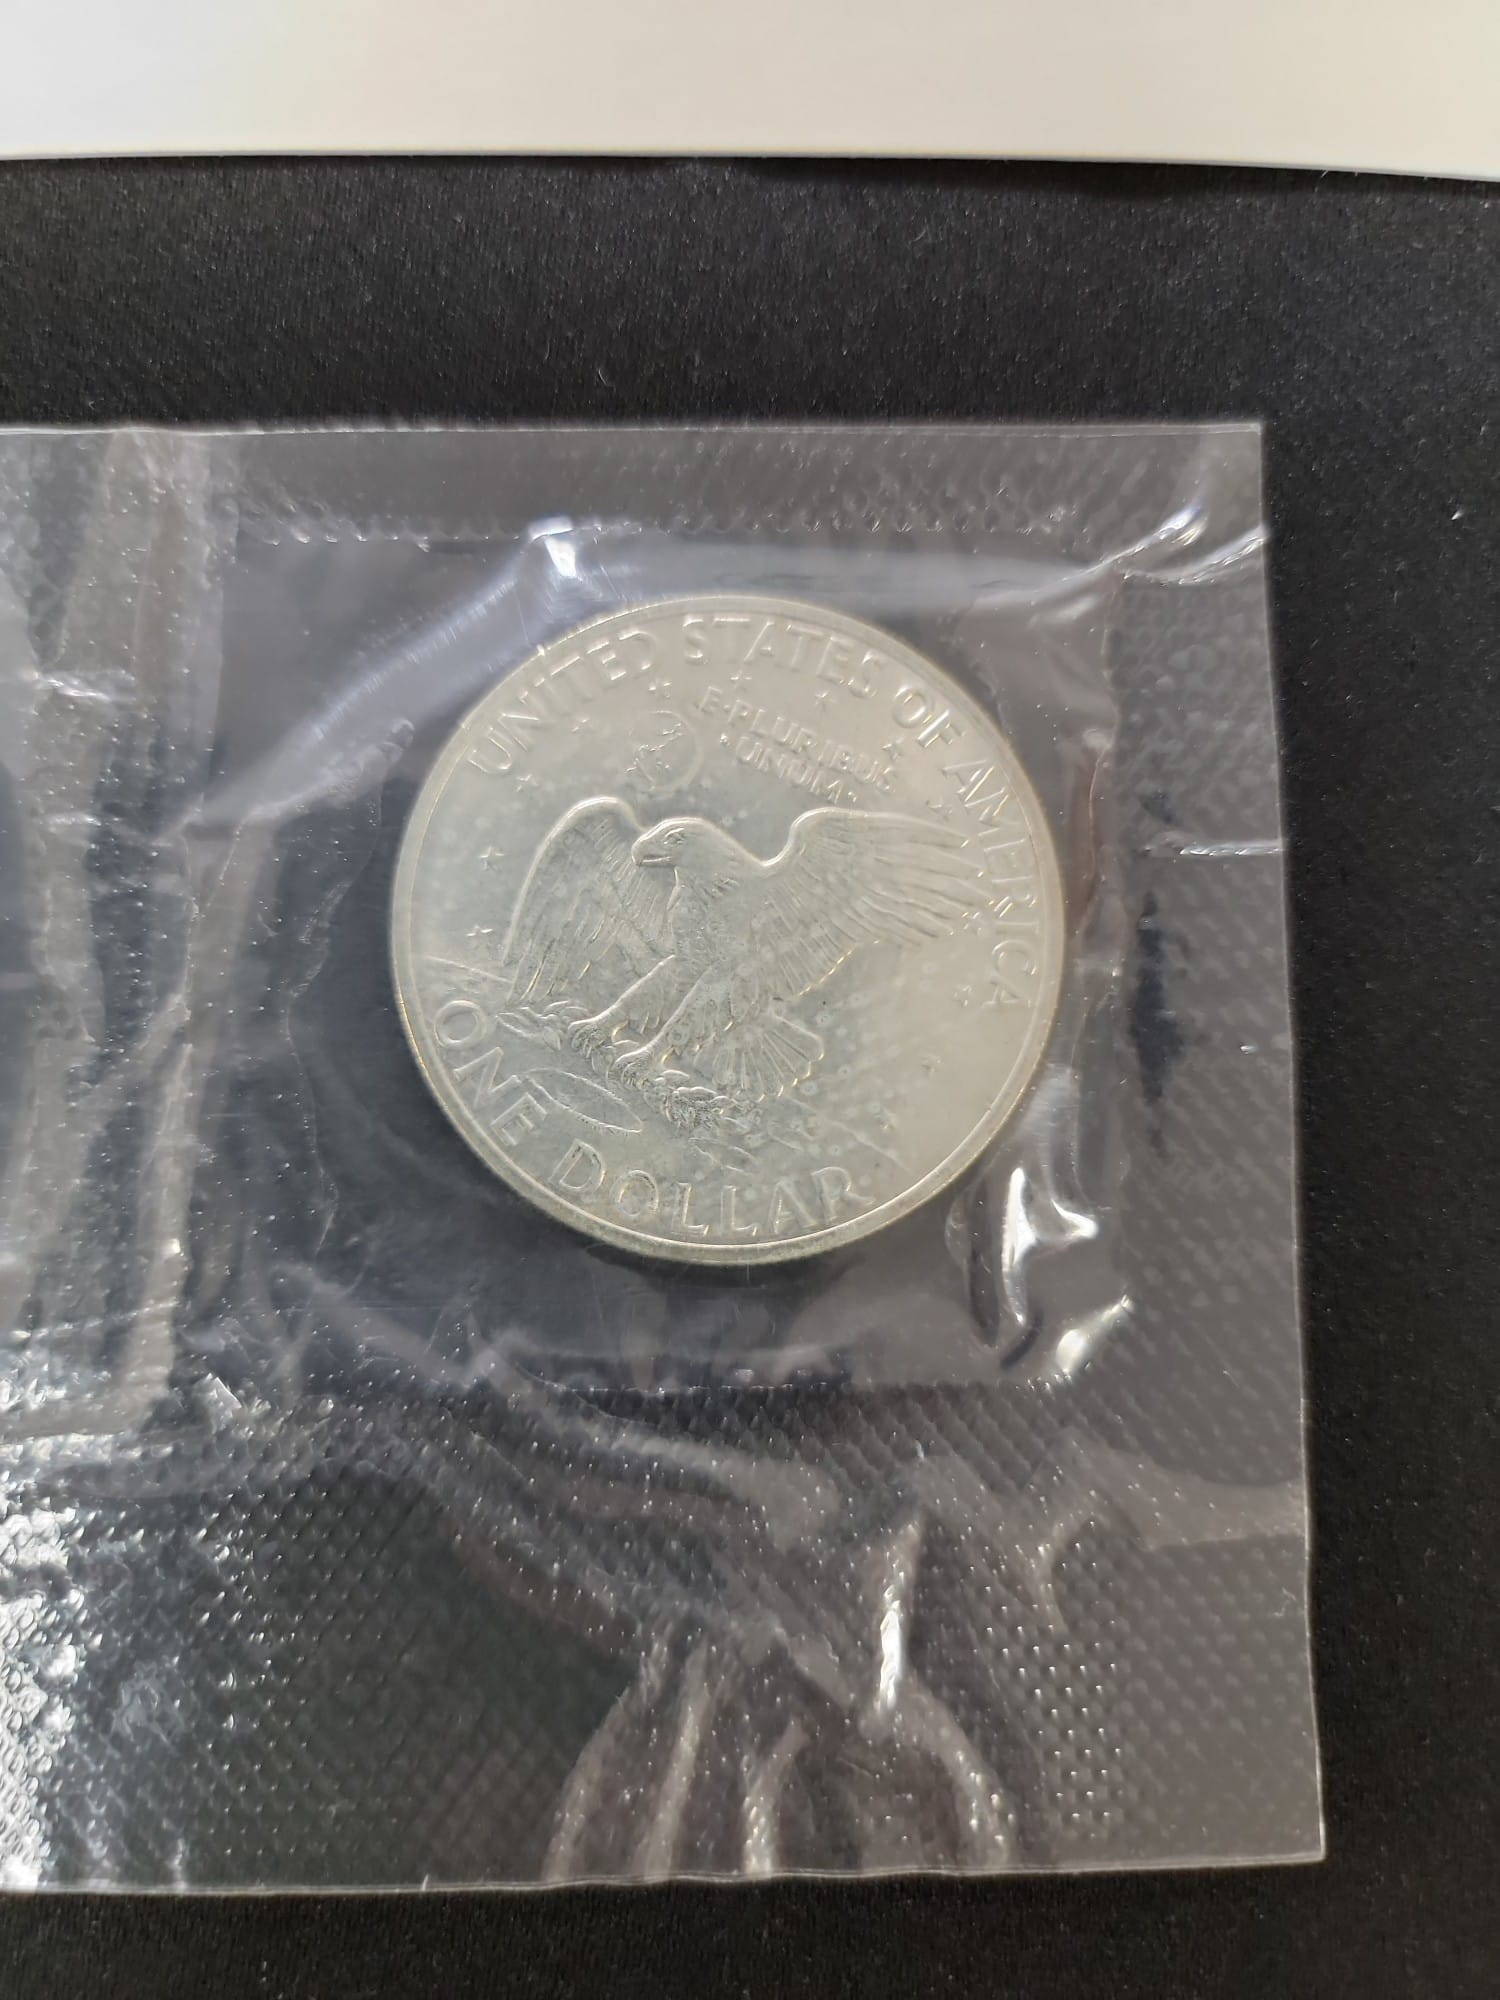 UNITED STATES OF AMERICA
E·PLURIBUS
·UNUM·
ONE DOLLAR